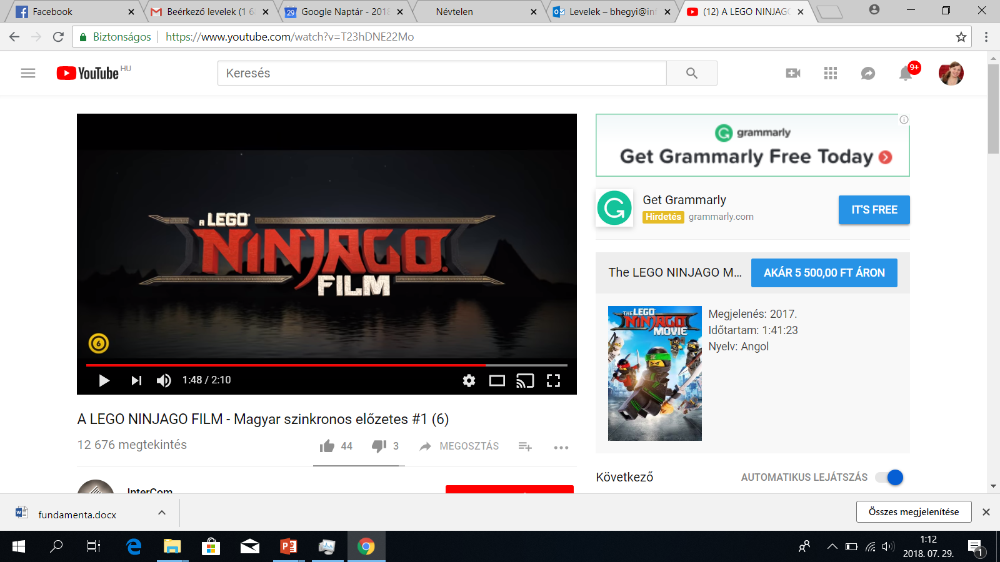 Facebook
Beérkező levelek (1 6
Google Naptár - 2018
Névtelen
Levelek – bhegyi@inf
(12) A LEGO NINJAGO
Biztonságos
https://www.youtube.com/watch?v=T23hDNE22Mo
YouTube HU
Keresés
9+
A LEGO
NINJAGO
FILM
6
1:48 / 2:10
A LEGO NINJAGO FILM - Magyar szinkronos előzetes #1 (6)
12 676 megtekintés
44
3
MEGOSZTÁS
InterCom
grammarly
Get Grammarly Free Today
Get Grammarly
Hirdetés grammarly.com
IT'S FREE
The LEGO NINJAGO M...
AKÁR 5 500,00 FT ÁRON
THE LEGO
NINJAGO
MOVIE
Megjelenés: 2017.
Időtartam: 1:41:23
Nyelv: Angol
Következő
AUTOMATIKUS LEJÁTSZÁS
fundamenta.docx
Összes megjelenítése
1:12
2018. 07. 29.
1